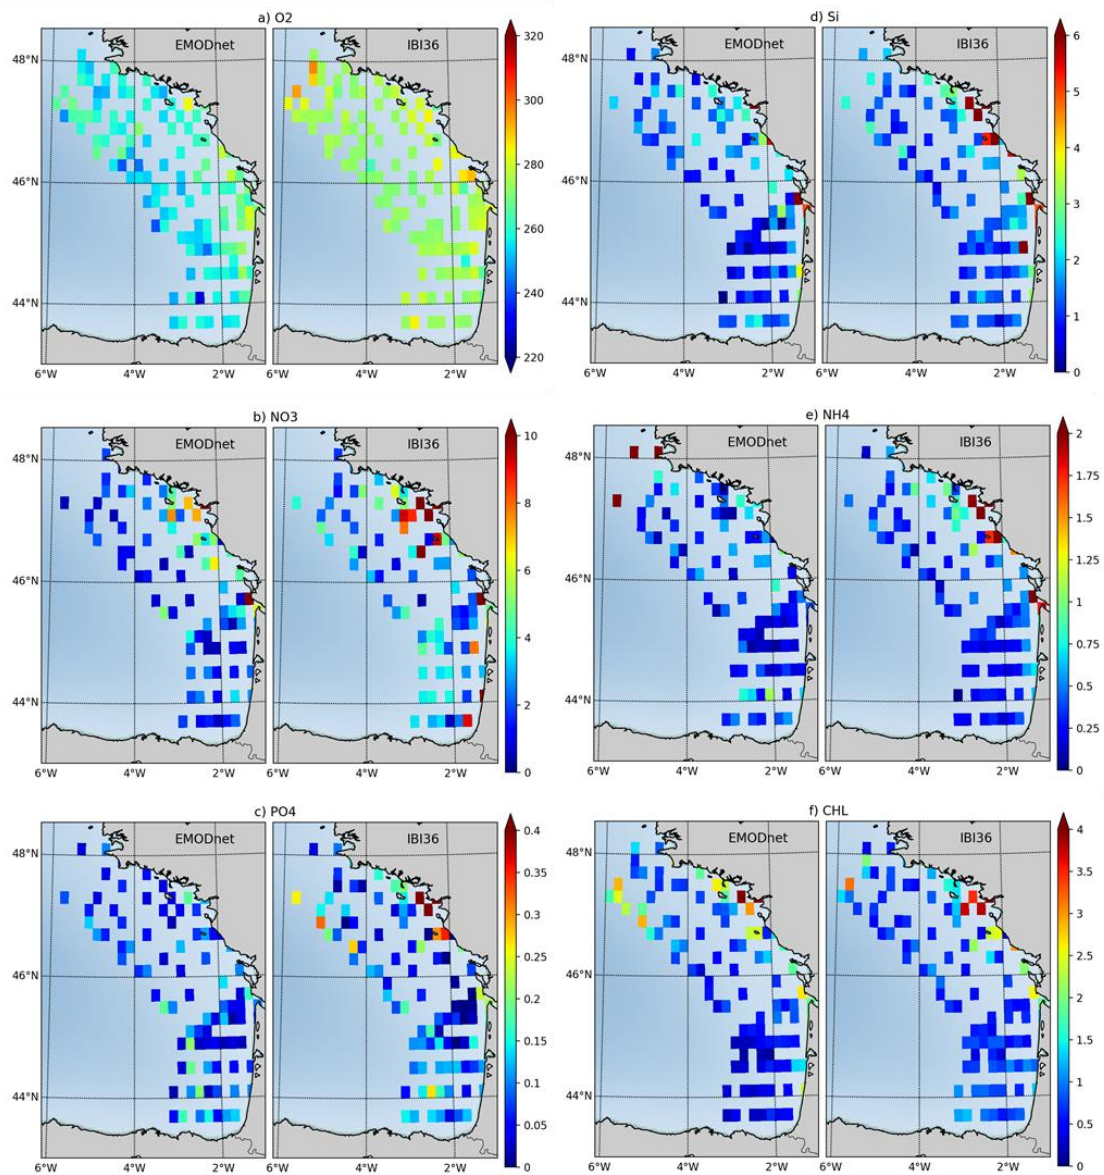 a) O2
EMODnet
IBI36
48°N
46°N
44°N
6°W 4°W 2°W 6°W 4°W 2°W
320
300
280
260
240
220
d) Si
EMODnet
IBI36
48°N
46°N
44°N
6°W 4°W 2°W 6°W 4°W 2°W
6
5
4
3
2
1
0
b) NO3
EMODnet
IBI36
48°N
46°N
44°N
6°W 4°W 2°W 6°W 4°W 2°W
10
8
6
4
2
0
e) NH4
EMODnet
IBI36
48°N
46°N
44°N
6°W 4°W 2°W 6°W 4°W 2°W
2
1.75
1.5
1.25
1
0.75
0.5
0.25
0
c) PO4
EMODnet
IBI36
48°N
46°N
44°N
6°W 4°W 2°W 6°W 4°W 2°W
0.4
0.35
0.3
0.25
0.2
0.15
0.1
0.05
0
f) CHL
EMODnet
IBI36
48°N
46°N
44°N
6°W 4°W 2°W 6°W 4°W 2°W
4
3.5
3
2.5
2
1.5
1
0.5
0